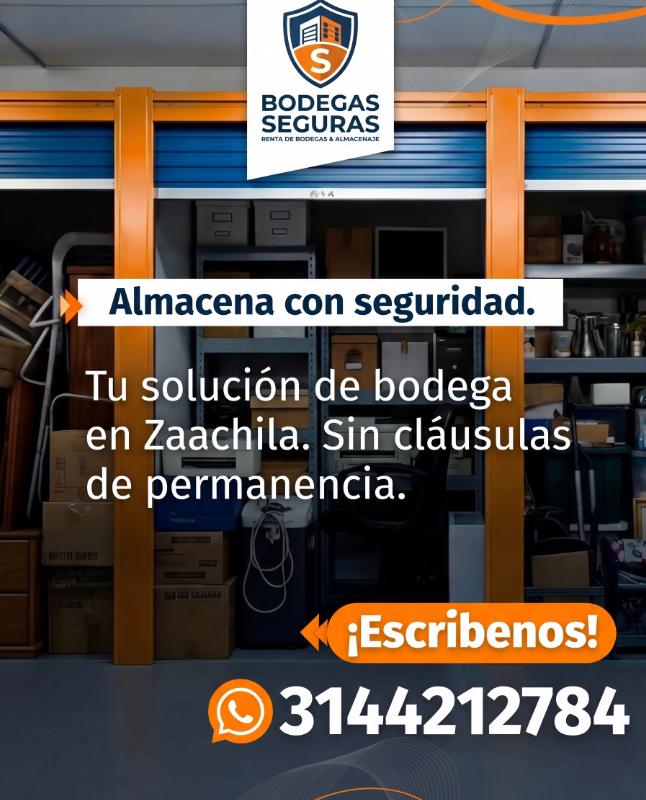 S
BODEGAS
SEGURAS
RENTA DE BODEGAS & ALMACENAJE
Almacena con seguridad.
Tu solución de bodega
en Zaachila. Sin cláusulas
de permanencia.
¡Escribenos!
3144212784